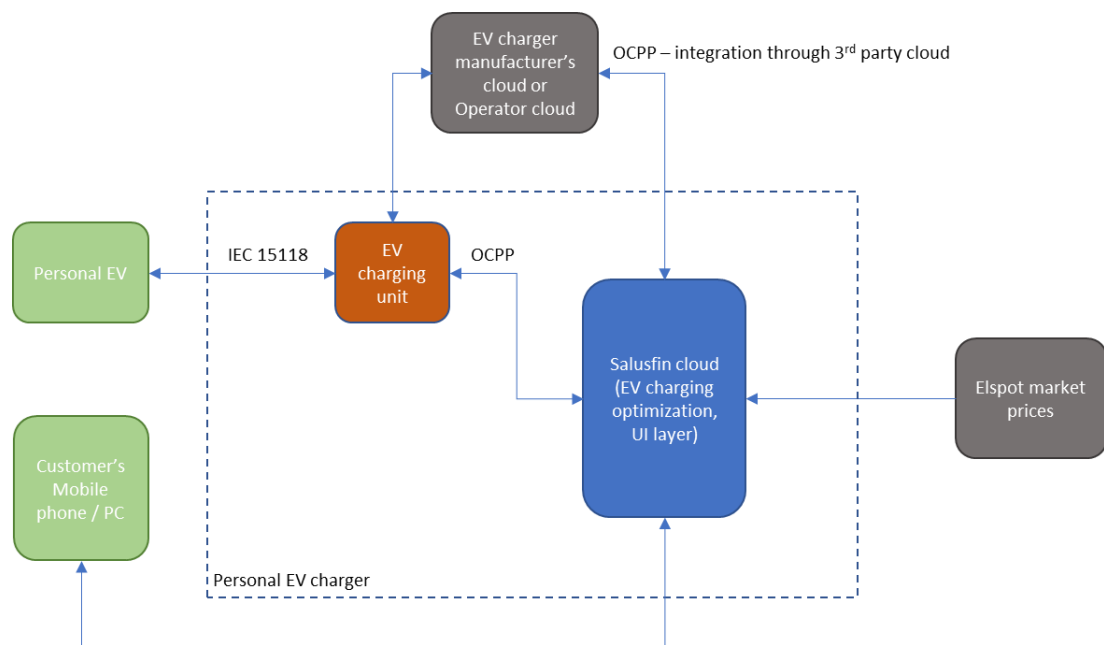 EV charger
manufacturer's
cloud or
Operator cloud
OCPP – integration through 3rd party cloud
Personal EV
IEC 15118
EV
charging
unit
OCPP
Salusfin cloud
(EV charging
optimization,
UI layer)
Elspot market
prices
Customer's
Mobile
phone / PC
Personal EV charger